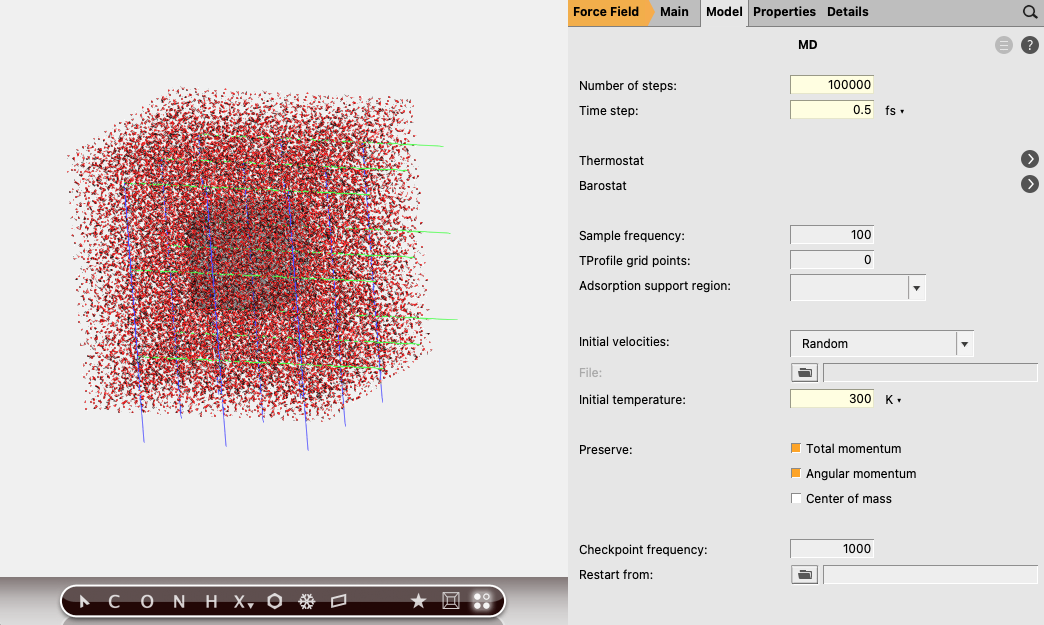 Force Field Main Model Properties Details
MD
?
Number of steps: 100000
Time step: 0.5 fs
Thermostat
Barostat
Sample frequency: 100
TProfile grid points: 0
Adsorption support region:
Initial velocities: Random
File:
Initial temperature: 300 K
Preserve: Total momentum
Angular momentum
Center of mass
Checkpoint frequency: 1000
Restart from:
C O N H X